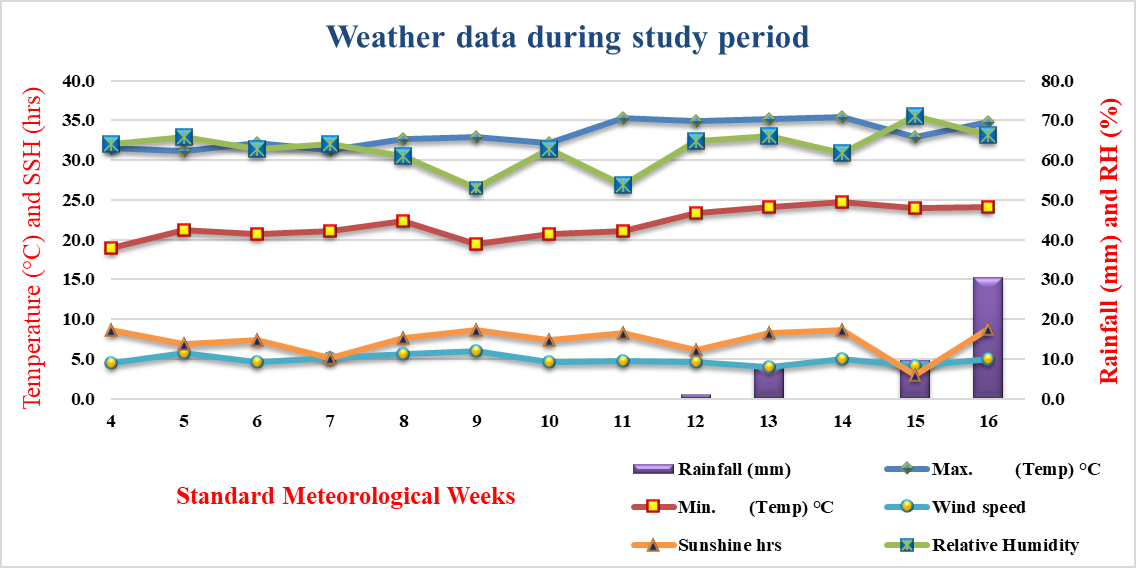 Weather data during study period
Temperature (°C) and SSH (hrs)
40.0
35.0
30.0
25.0
20.0
15.0
10.0
5.0
0.0
80.0
70.0
60.0
50.0
40.0
30.0
20.0
10.0
0.0
Rainfall (mm) and RH (%)
4 5 6 7 8 9 10 11 12 13 14 15 16
Standard Meteorological Weeks
Rainfall (mm)
Max. (Temp) °C
Min. (Temp) °C
Wind speed
Sunshine hrs
Relative Humidity